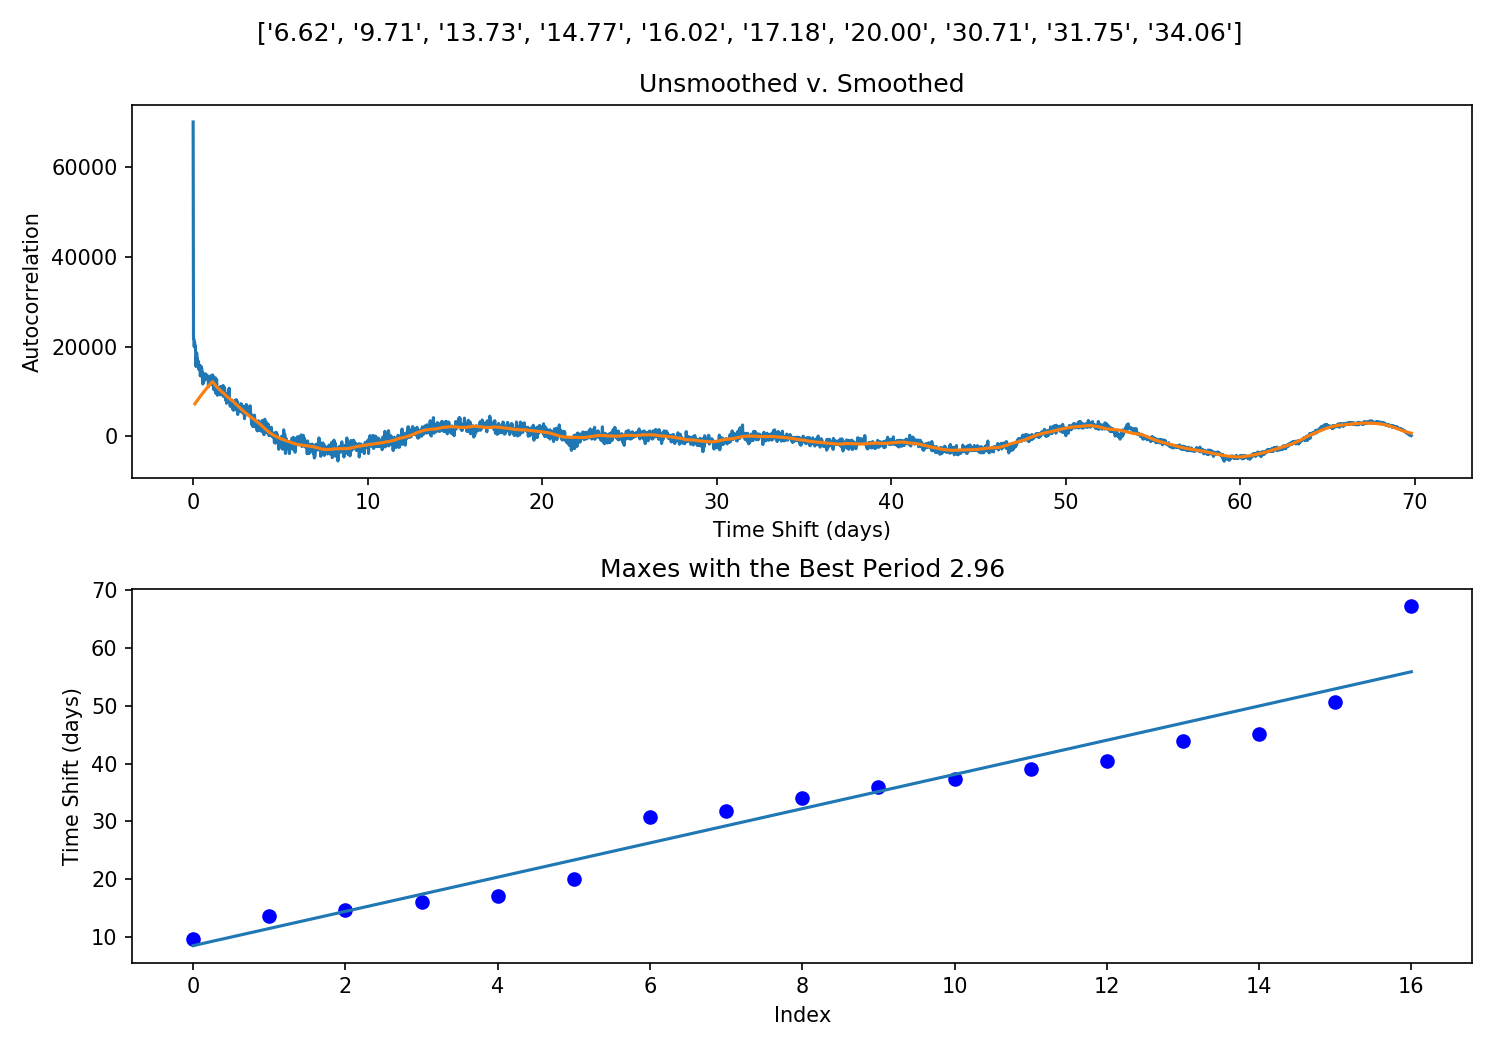 ['6.62', '9.71', '13.73', '14.77', '16.02', '17.18', '20.00', '30.71', '31.75', '34.06']
Unsmoothed v. Smoothed
Autocorrelation
60000
40000
20000
0
0 10 20 30 40 50 60 70
Time Shift (days)
Maxes with the Best Period 2.96
Time Shift (days)
70
60
50
40
30
20
10
0 2 4 6 8 10 12 14 16
Index